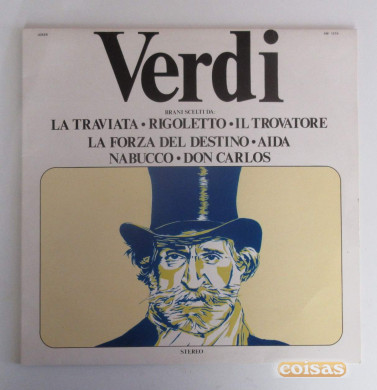 Verdi
BRANI SCELTI DA:
LA TRAVIATA • RIGOLETTO • IL TROVATORE
LA FORZA DEL DESTINO • AIDA
NABUCCO • DON CARLOS
STEREO
coisas